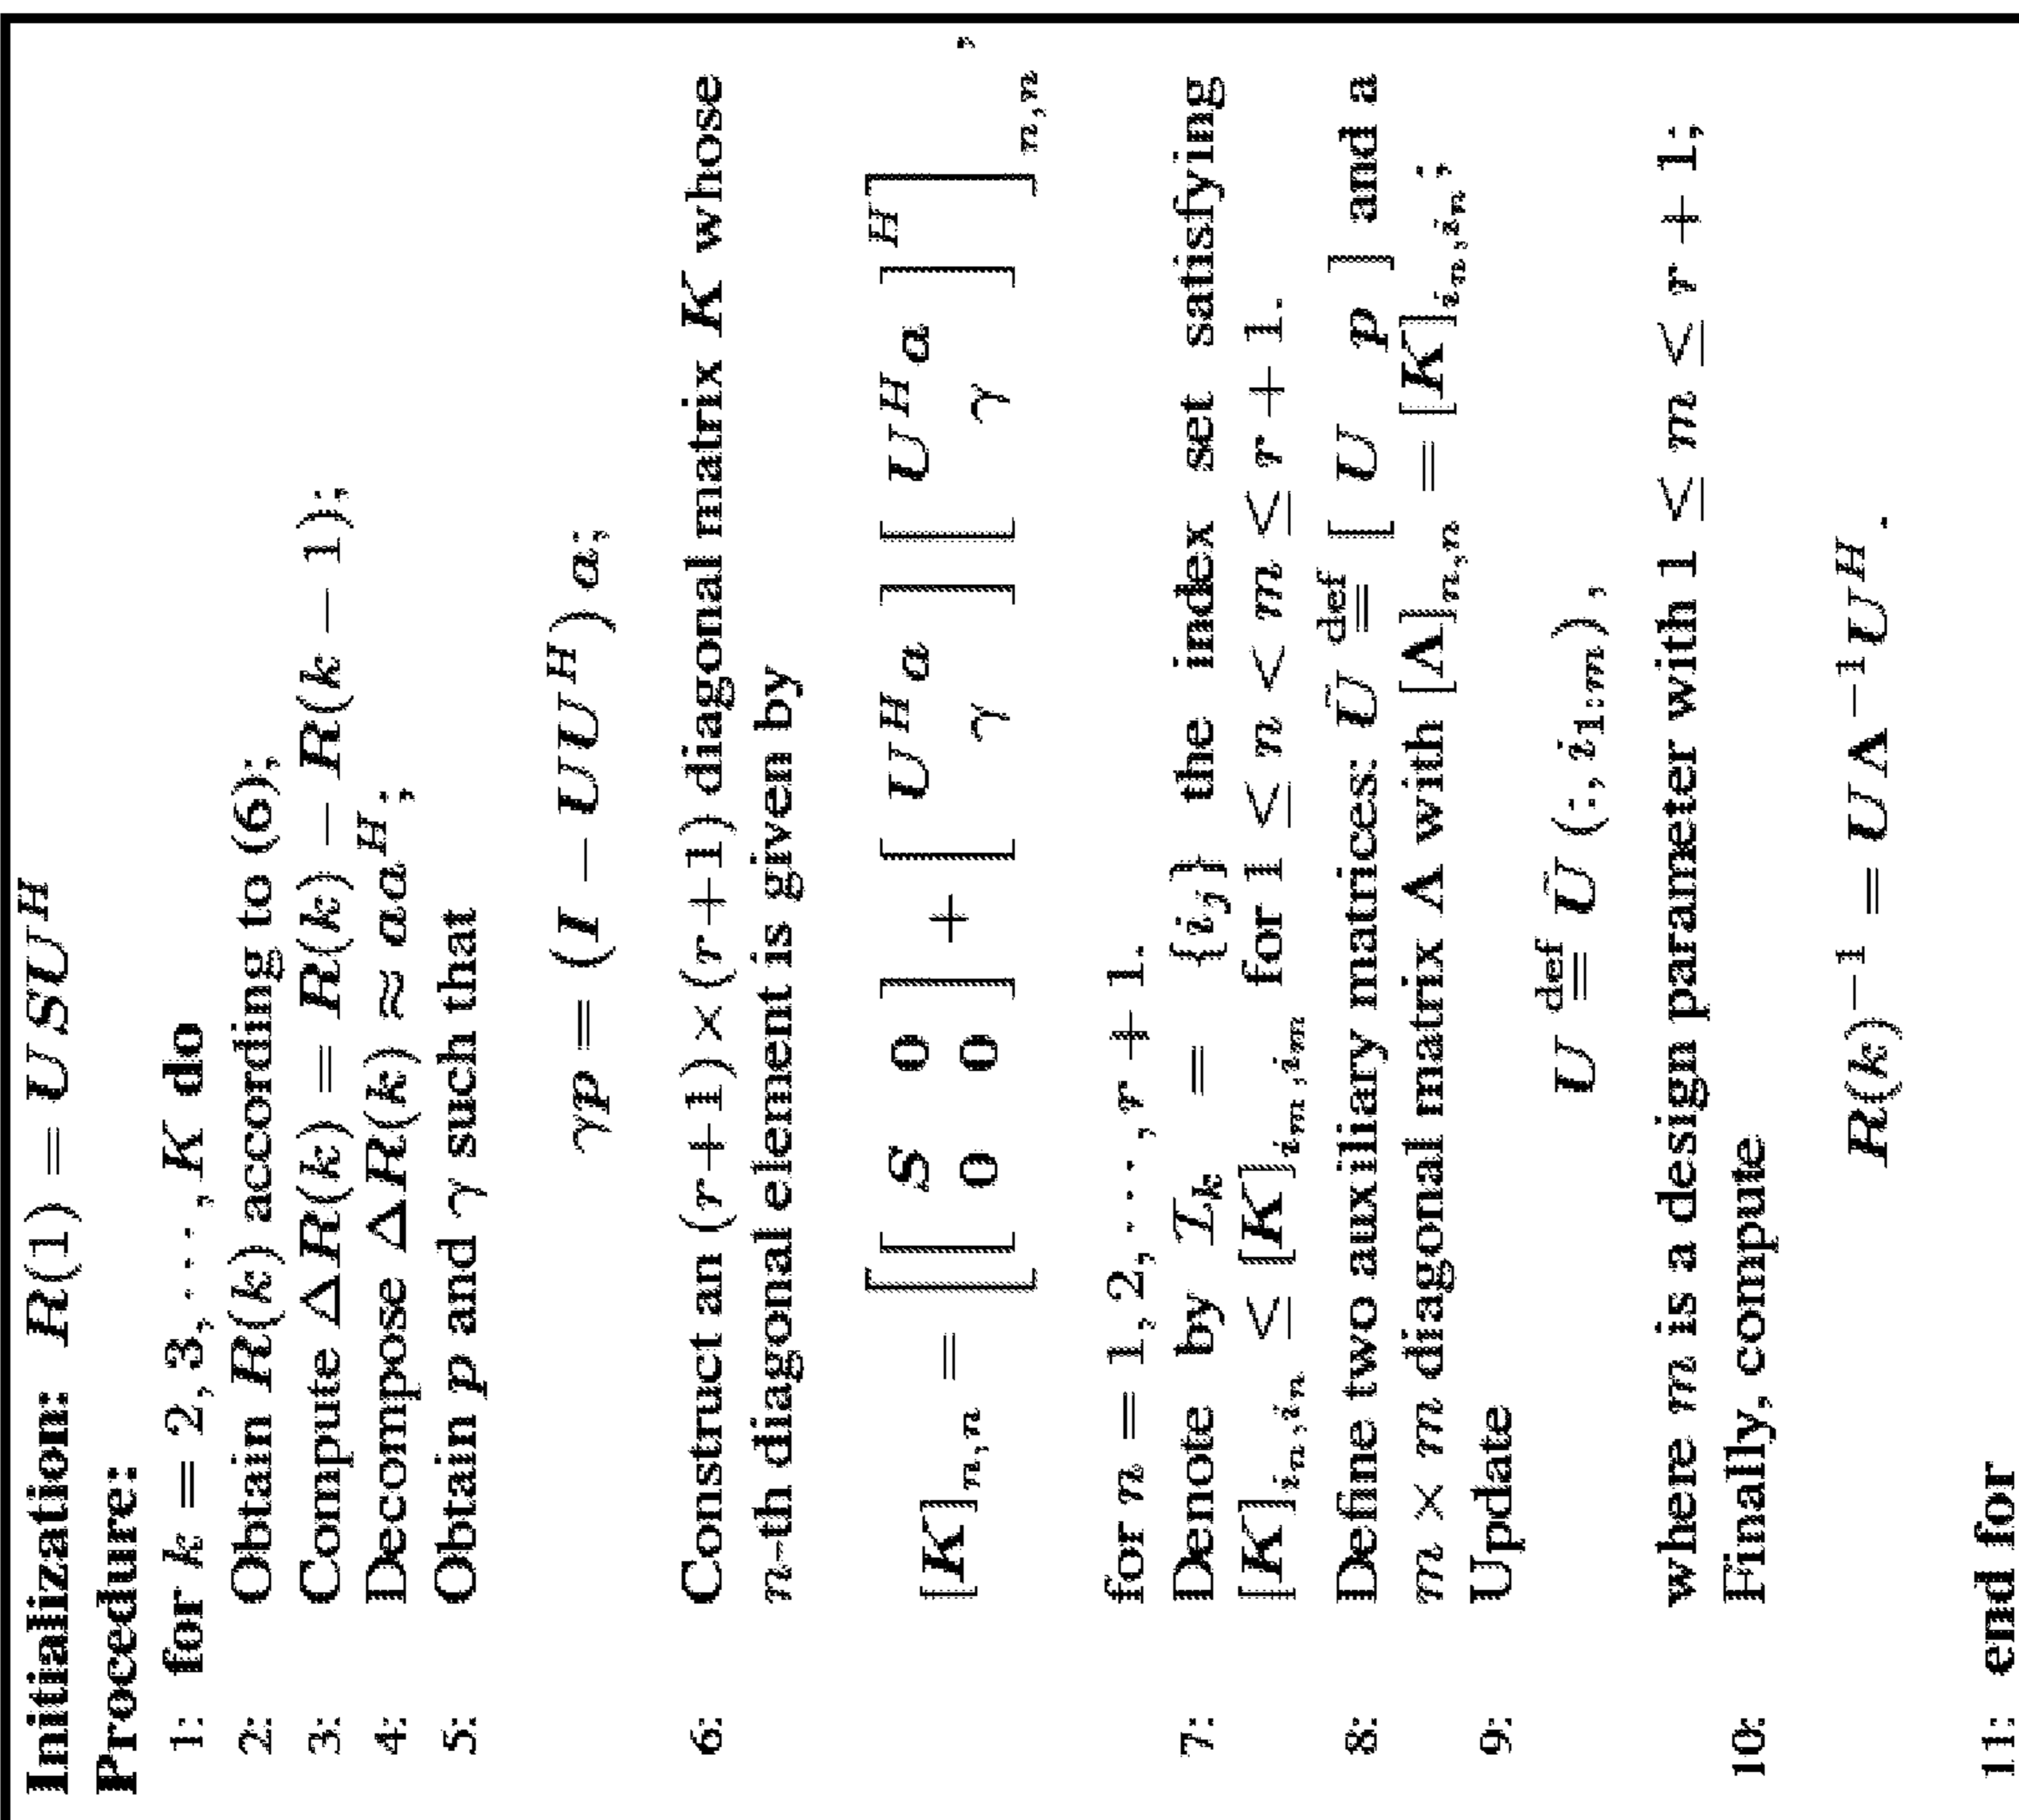 Initialization: R(1) = USU^H
Procedure:
1: for k = 2, 3, · · · , K do
2: Obtain R(k) according to (6);
3: Compute ΔR(k) = R(k) − R(k − 1);
4: Decompose ΔR(k) ≈ aa^H;
5: Obtain p and γ such that
γp = (I − UU^H) a;
6: Construct an (r+1)×(r+1) diagonal matrix K whose
n-th diagonal element is given by
[K]_{n,n} = [ [ S 0 ; 0 0 ] + [ U^H a ; γ ] [ U^H a ; γ ]^H ]_{n,n} ,
for n = 1, 2, · · · , r + 1.
7: Denote by I_k = {i_j} the index set satisfying
[K]_{i_n,i_n} ≤ [K]_{i_m,i_m} for 1 ≤ n < m ≤ r + 1.
8: Define two auxiliary matrices: Ũ def= [ U p ] and a
m × m diagonal matrix Λ with [Λ]_{n,n} = [K]_{i_n,i_n};
9: Update
U def= Ũ (:, i_{1:m}) ,
where m is a design parameter with 1 ≤ m ≤ r + 1;
10: Finally, compute
R(k)^{−1} = UΛ^{−1}U^H .
11: end for